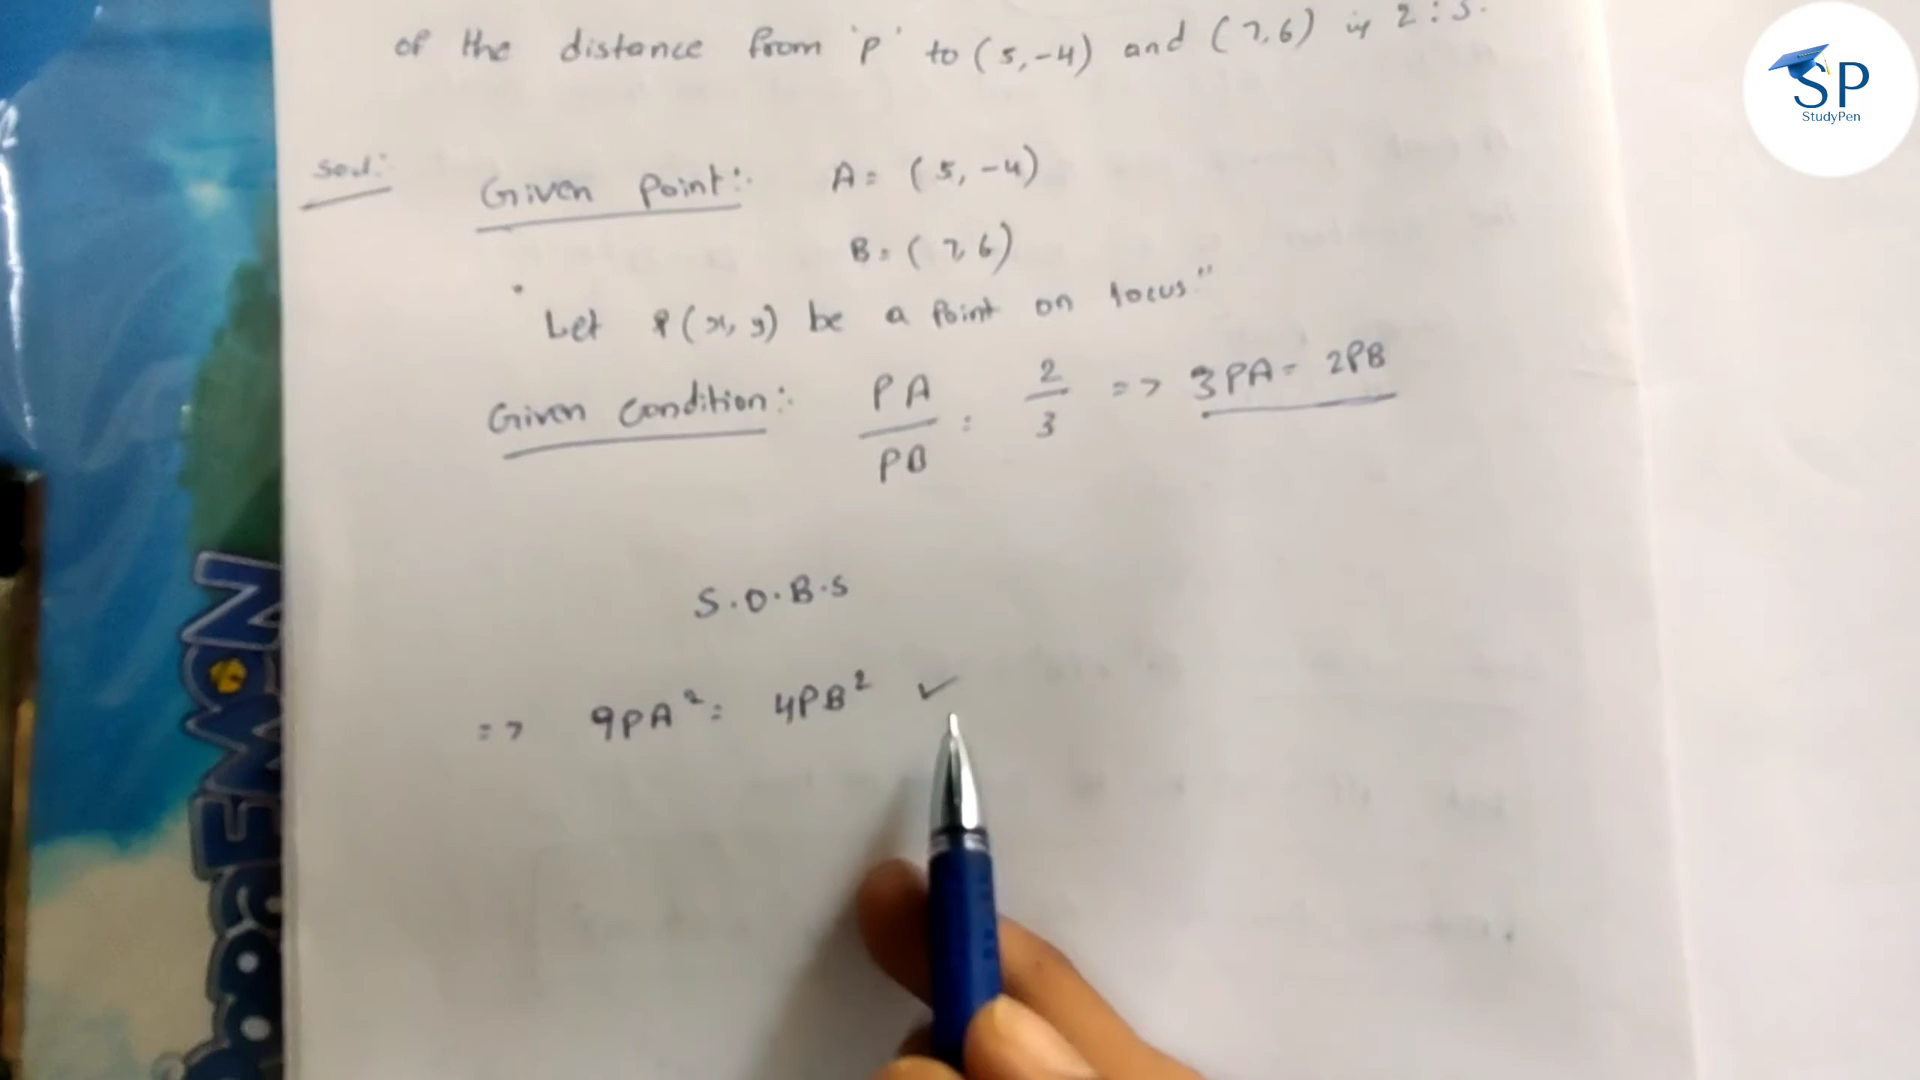 of the distance from 'p' to (5,-4) and (7,6) is 2:3.
SP
StudyPen
Sol:
Given point:- A= (5, -4)
B= (7,6)
"Let P(x, y) be a point on locus"
Given condition:- PA/PB = 2/3 => 3PA= 2PB
S.O.B.S
=> 9PA²= 4PB² ✓
DORAEMON